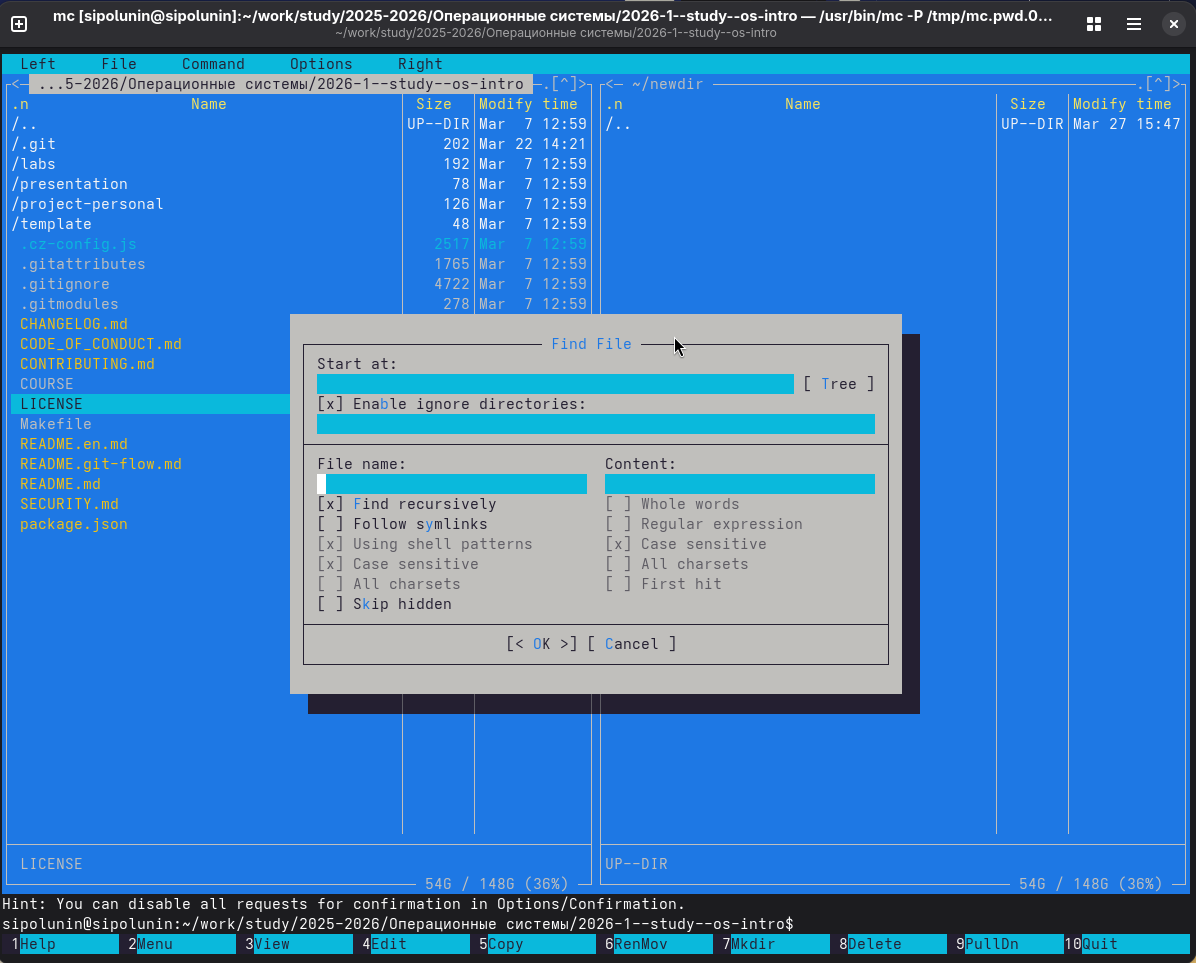 mc [sipolunin@sipolunin]:~/work/study/2025-2026/Операционные системы/2026-1--study--os-intro — /usr/bin/mc -P /tmp/mc.pwd.0...
~/work/study/2025-2026/Операционные системы/2026-1--study--os-intro
Left File Command Options Right
<─ ...5-2026/Операционные системы/2026-1--study--os-intro ─.[^]> <─ ~/newdir ─.[^]>
.n Name Size Modify time .n Name Size Modify time
/.. UP--DIR Mar 7 12:59 /.. UP--DIR Mar 27 15:47
/.git 202 Mar 22 14:21
/labs 192 Mar 7 12:59
/presentation 78 Mar 7 12:59
/project-personal 126 Mar 7 12:59
/template 48 Mar 7 12:59
.cz-config.js 2517 Mar 7 12:59
.gitattributes 1765 Mar 7 12:59
.gitignore 4722 Mar 7 12:59
.gitmodules 278 Mar 7 12:59
CHANGELOG.md
CODE_OF_CONDUCT.md
CONTRIBUTING.md
COURSE
LICENSE
Makefile
README.en.md
README.git-flow.md
README.md
SECURITY.md
package.json
Find File
Start at:
[ Tree ]
[x] Enable ignore directories:
File name: Content:
[x] Find recursively [ ] Whole words
[ ] Follow symlinks [ ] Regular expression
[x] Using shell patterns [x] Case sensitive
[x] Case sensitive [ ] All charsets
[ ] All charsets [ ] First hit
[ ] Skip hidden
[< OK >] [ Cancel ]
LICENSE UP--DIR
54G / 148G (36%) 54G / 148G (36%)
Hint: You can disable all requests for confirmation in Options/Confirmation.
sipolunin@sipolunin:~/work/study/2025-2026/Операционные системы/2026-1--study--os-intro$
1Help 2Menu 3View 4Edit 5Copy 6RenMov 7Mkdir 8Delete 9PullDn 10Quit